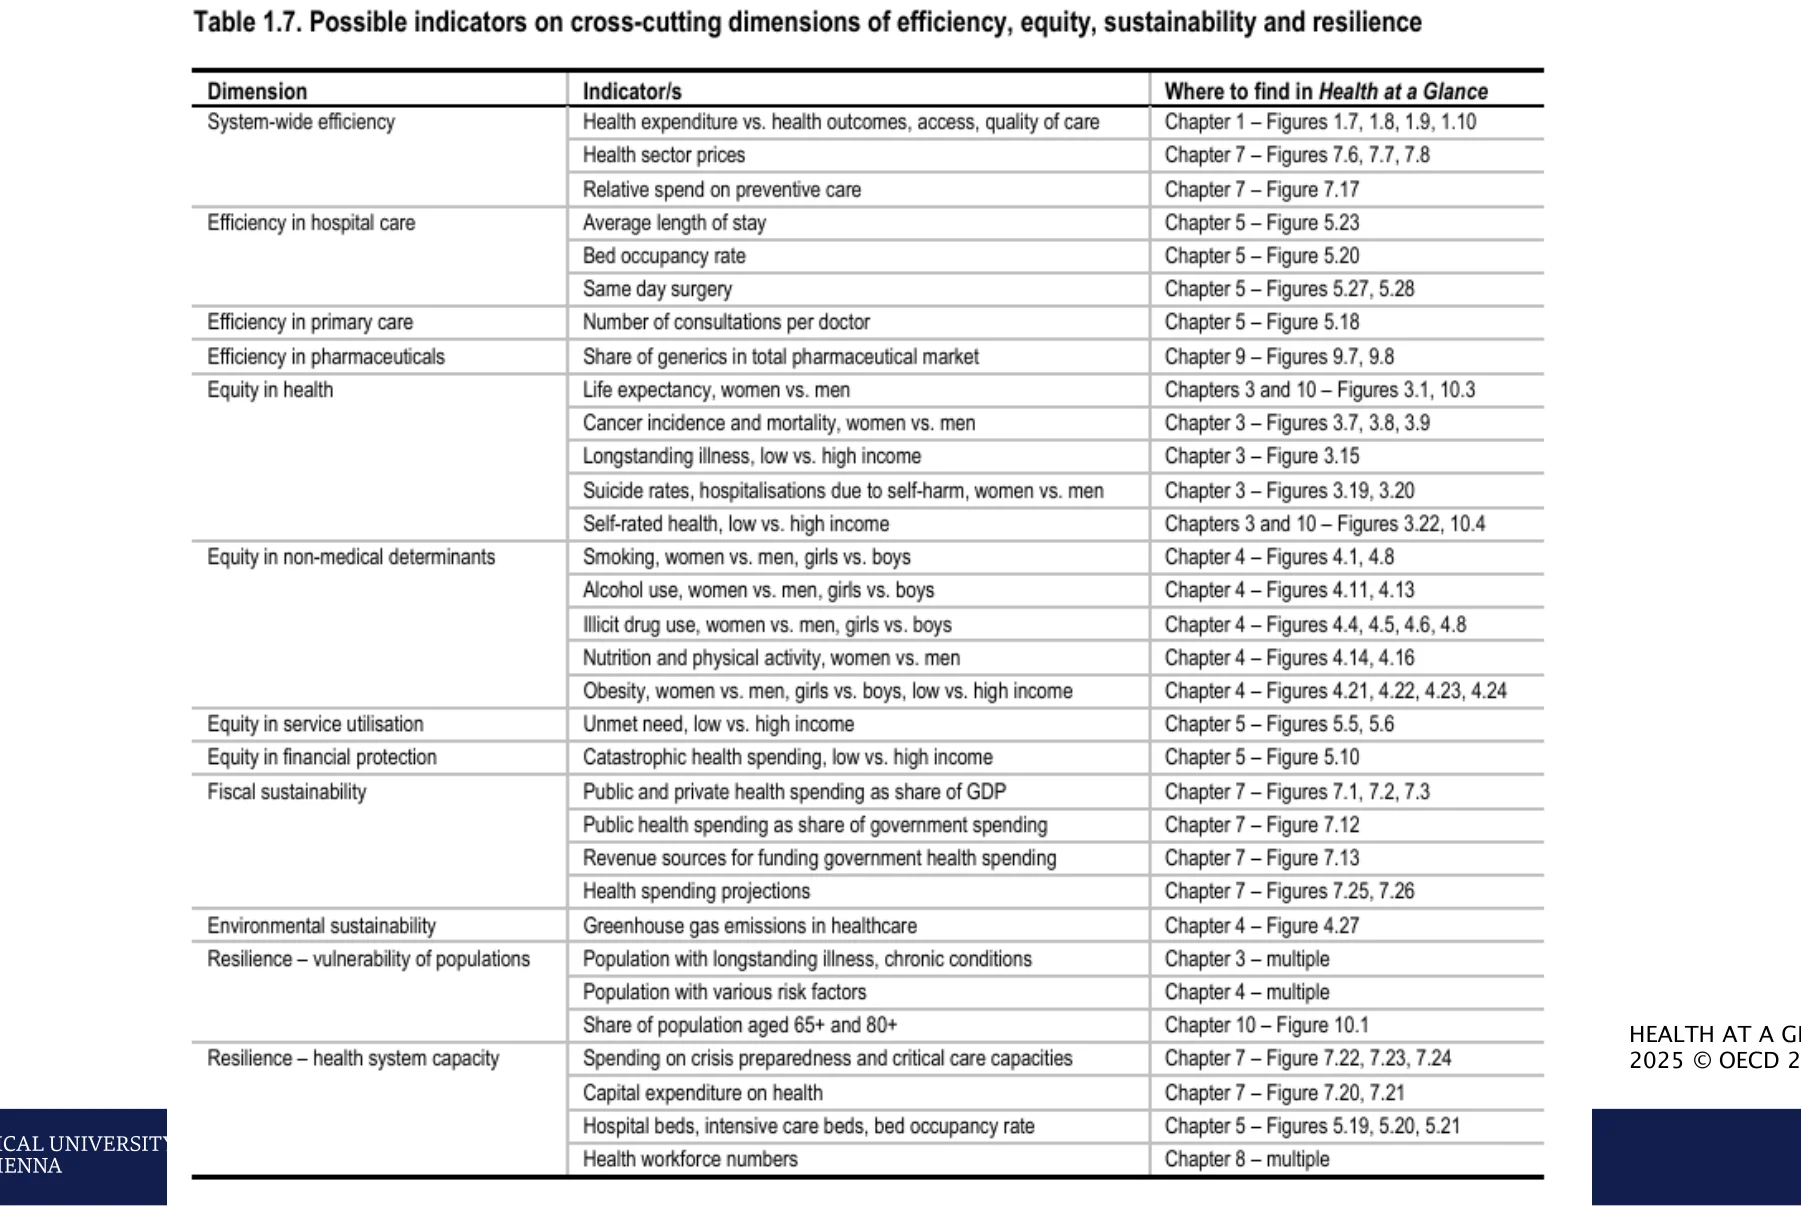 Table 1.7. Possible indicators on cross-cutting dimensions of efficiency, equity, sustainability and resilience
Dimension Indicator/s Where to find in Health at a Glance
System-wide efficiency Health expenditure vs. health outcomes, access, quality of care Chapter 1 – Figures 1.7, 1.8, 1.9, 1.10
Health sector prices Chapter 7 – Figures 7.6, 7.7, 7.8
Relative spend on preventive care Chapter 7 – Figure 7.17
Efficiency in hospital care Average length of stay Chapter 5 – Figure 5.23
Bed occupancy rate Chapter 5 – Figure 5.20
Same day surgery Chapter 5 – Figures 5.27, 5.28
Efficiency in primary care Number of consultations per doctor Chapter 5 – Figure 5.18
Efficiency in pharmaceuticals Share of generics in total pharmaceutical market Chapter 9 – Figures 9.7, 9.8
Equity in health Life expectancy, women vs. men Chapters 3 and 10 – Figures 3.1, 10.3
Cancer incidence and mortality, women vs. men Chapter 3 – Figures 3.7, 3.8, 3.9
Longstanding illness, low vs. high income Chapter 3 – Figure 3.15
Suicide rates, hospitalisations due to self-harm, women vs. men Chapter 3 – Figures 3.19, 3.20
Self-rated health, low vs. high income Chapters 3 and 10 – Figures 3.22, 10.4
Equity in non-medical determinants Smoking, women vs. men, girls vs. boys Chapter 4 – Figures 4.1, 4.8
Alcohol use, women vs. men, girls vs. boys Chapter 4 – Figures 4.11, 4.13
Illicit drug use, women vs. men, girls vs. boys Chapter 4 – Figures 4.4, 4.5, 4.6, 4.8
Nutrition and physical activity, women vs. men Chapter 4 – Figures 4.14, 4.16
Obesity, women vs. men, girls vs. boys, low vs. high income Chapter 4 – Figures 4.21, 4.22, 4.23, 4.24
Equity in service utilisation Unmet need, low vs. high income Chapter 5 – Figures 5.5, 5.6
Equity in financial protection Catastrophic health spending, low vs. high income Chapter 5 – Figure 5.10
Fiscal sustainability Public and private health spending as share of GDP Chapter 7 – Figures 7.1, 7.2, 7.3
Public health spending as share of government spending Chapter 7 – Figure 7.12
Revenue sources for funding government health spending Chapter 7 – Figure 7.13
Health spending projections Chapter 7 – Figures 7.25, 7.26
Environmental sustainability Greenhouse gas emissions in healthcare Chapter 4 – Figure 4.27
Resilience – vulnerability of populations Population with longstanding illness, chronic conditions Chapter 3 – multiple
Population with various risk factors Chapter 4 – multiple
Share of population aged 65+ and 80+ Chapter 10 – Figure 10.1
Resilience – health system capacity Spending on crisis preparedness and critical care capacities Chapter 7 – Figure 7.22, 7.23, 7.24
Capital expenditure on health Chapter 7 – Figure 7.20, 7.21
Hospital beds, intensive care beds, bed occupancy rate Chapter 5 – Figures 5.19, 5.20, 5.21
Health workforce numbers Chapter 8 – multiple
HEALTH AT A
2025 © OECD
UNIVERSITY